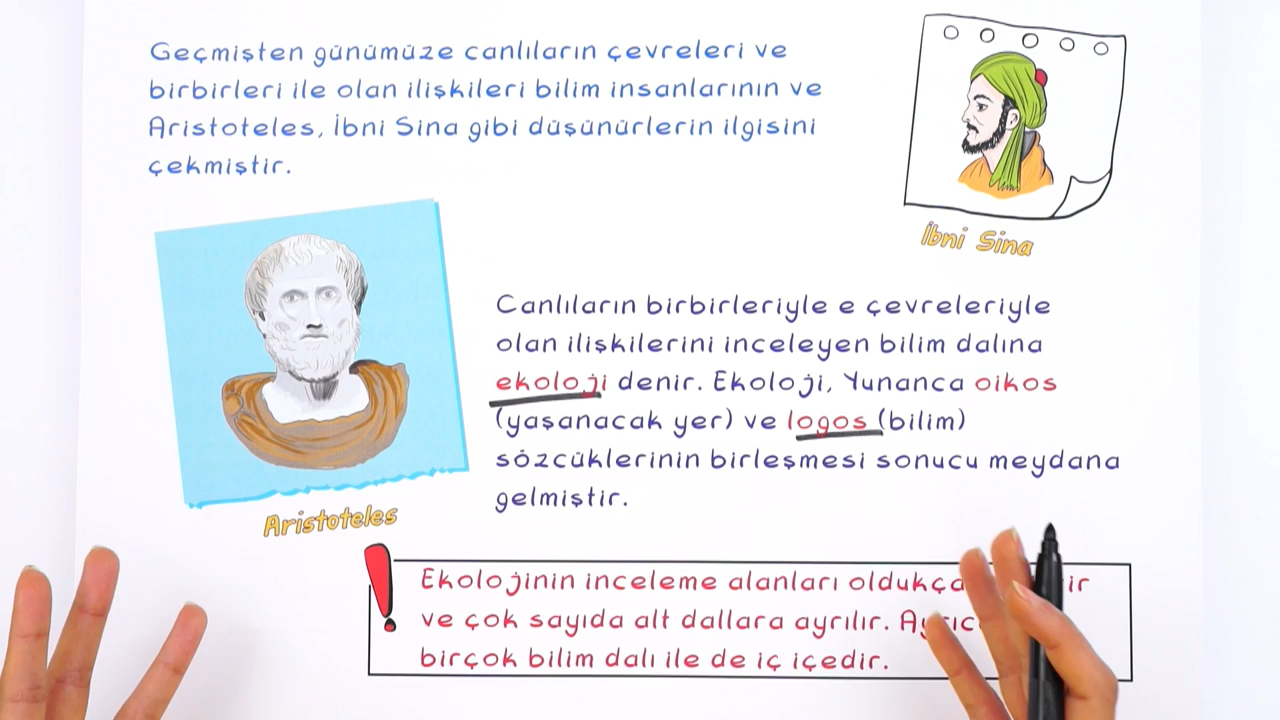 Geçmişten günümüze canlıların çevreleri ve
birbirleri ile olan ilişkileri bilim insanlarının ve
Aristoteles, İbni Sina gibi düşünürlerin ilgisini
çekmiştir.
İbni Sina
Canlıların birbirleriyle e çevreleriyle
olan ilişkilerini inceleyen bilim dalına
ekoloji denir. Ekoloji, Yunanca oikos
(yaşanacak yer) ve logos (bilim)
sözcüklerinin birleşmesi sonucu meydana
gelmiştir.
Aristoteles
Ekolojinin inceleme alanları oldukça
ve çok sayıda alt dallara ayrılır.
birçok bilim dalı ile de iç içedir.